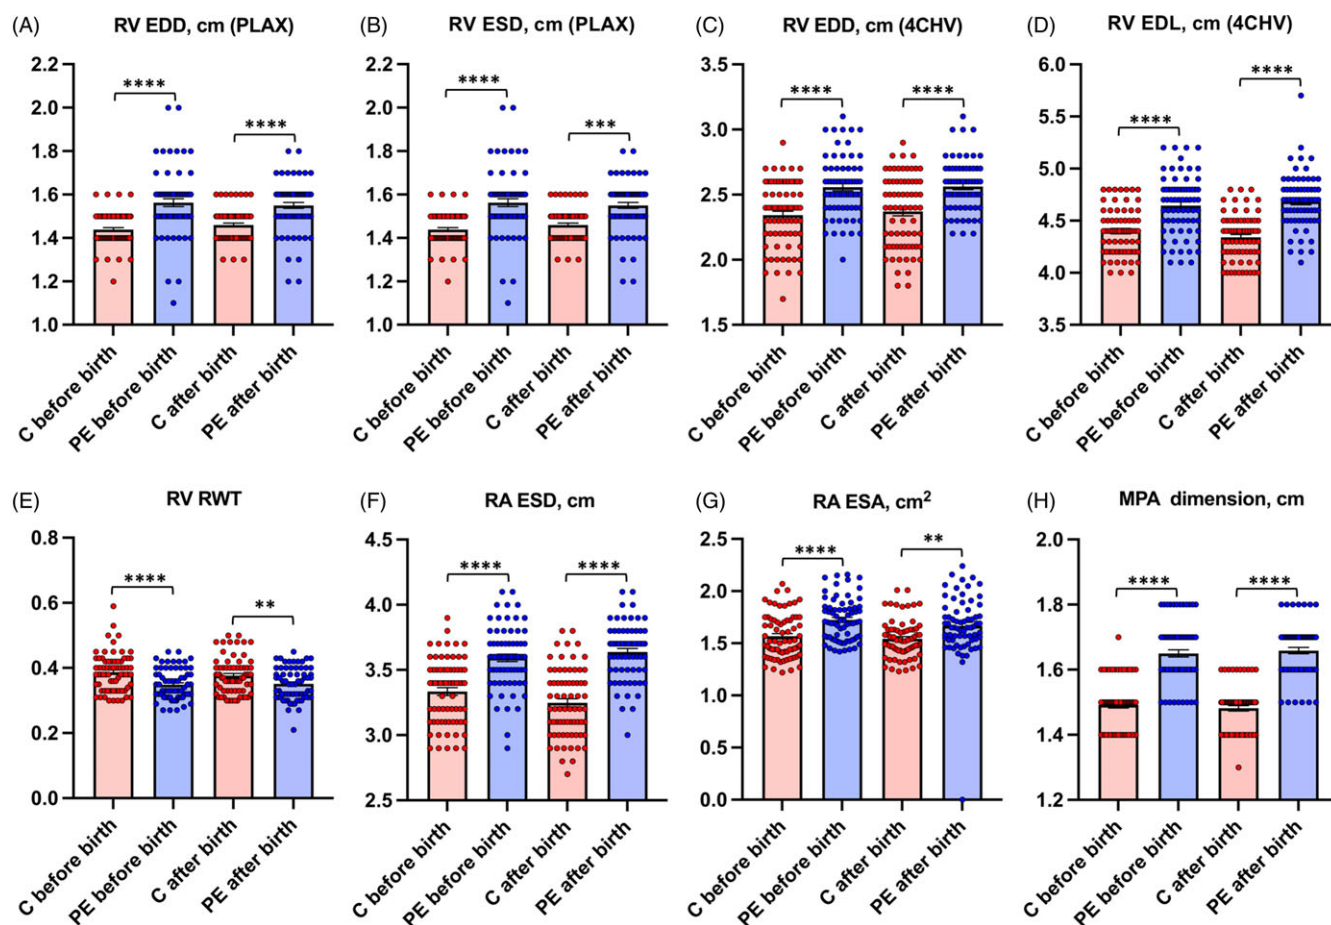 (A) RV EDD, cm (PLAX)
2.2
2.0
1.8
1.6
1.4
1.2
1.0
****
****
C before birth
PE before birth
C after birth
PE after birth
(B) RV ESD, cm (PLAX)
2.2
2.0
1.8
1.6
1.4
1.2
1.0
****
***
C before birth
PE before birth
C after birth
PE after birth
(C) RV EDD, cm (4CHV)
3.5
3.0
2.5
2.0
1.5
****
****
C before birth
PE before birth
C after birth
PE after birth
(D) RV EDL, cm (4CHV)
6.0
5.5
5.0
4.5
4.0
3.5
****
****
C before birth
PE before birth
C after birth
PE after birth
(E) RV RWT
0.8
0.6
0.4
0.2
0.0
****
**
C before birth
PE before birth
C after birth
PE after birth
(F) RA ESD, cm
4.5
4.0
3.5
3.0
2.5
****
****
C before birth
PE before birth
C after birth
PE after birth
(G) RA ESA, cm²
2.5
2.0
1.5
1.0
0.5
0.0
****
**
C before birth
PE before birth
C after birth
PE after birth
(H) MPA dimension, cm
2.0
1.8
1.6
1.4
1.2
****
****
C before birth
PE before birth
C after birth
PE after birth